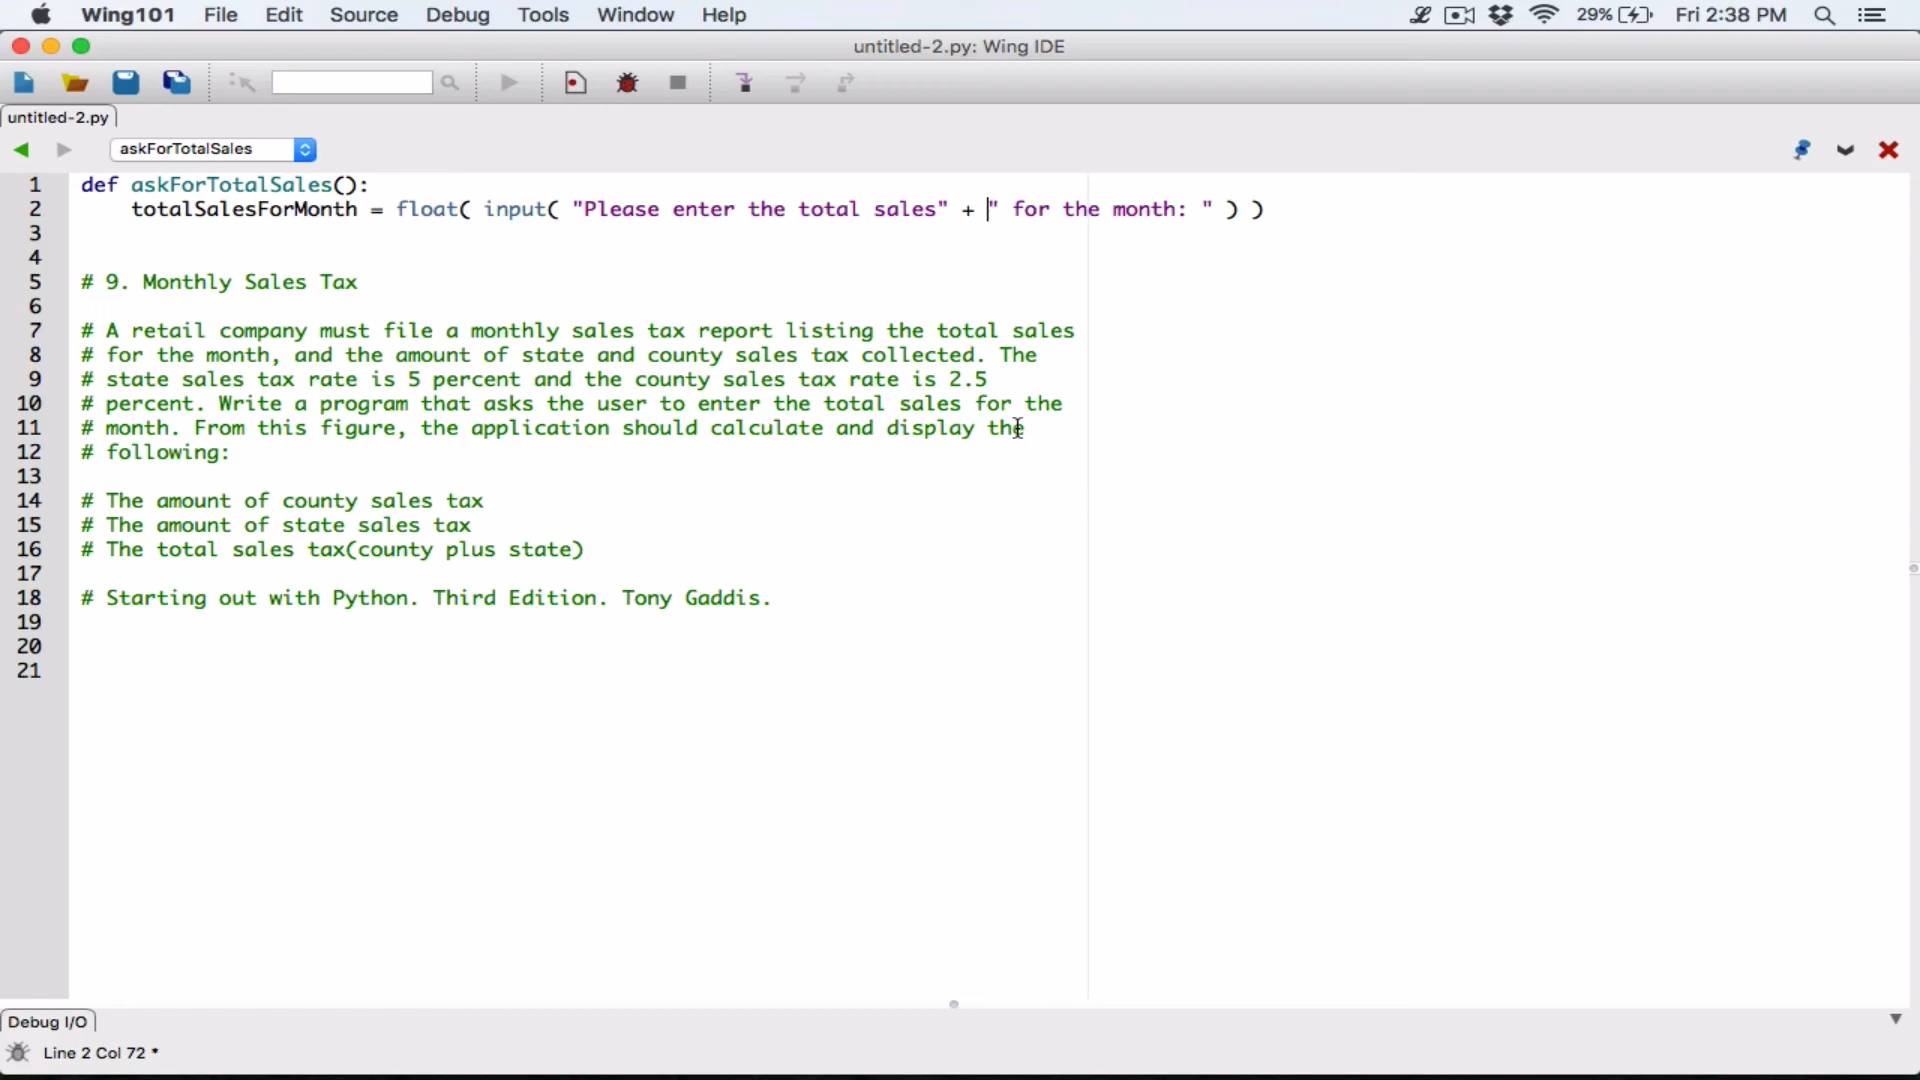 Wing101 File Edit Source Debug Tools Window Help 29% Fri 2:38 PM
untitled-2.py: Wing IDE
untitled-2.py
askForTotalSales
1 def askForTotalSales():
2 totalSalesForMonth = float( input( "Please enter the total sales" + " for the month: " ) )
3
4
5 # 9. Monthly Sales Tax
6
7 # A retail company must file a monthly sales tax report listing the total sales
8 # for the month, and the amount of state and county sales tax collected. The
9 # state sales tax rate is 5 percent and the county sales tax rate is 2.5
10 # percent. Write a program that asks the user to enter the total sales for the
11 # month. From this figure, the application should calculate and display the
12 # following:
13
14 # The amount of county sales tax
15 # The amount of state sales tax
16 # The total sales tax(county plus state)
17
18 # Starting out with Python. Third Edition. Tony Gaddis.
19
20
21
Debug I/O
Line 2 Col 72 *